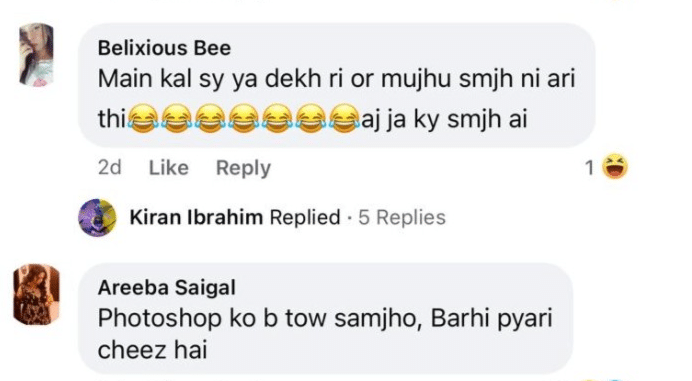 Belixious Bee
Main kal sy ya dekh ri or mujhu smjh ni ari
thi😂😂😂😂😂😂😂aj ja ky smjh ai
2d Like Reply 1
Kiran Ibrahim Replied · 5 Replies
Areeba Saigal
Photoshop ko b tow samjho, Barhi pyari
cheez hai